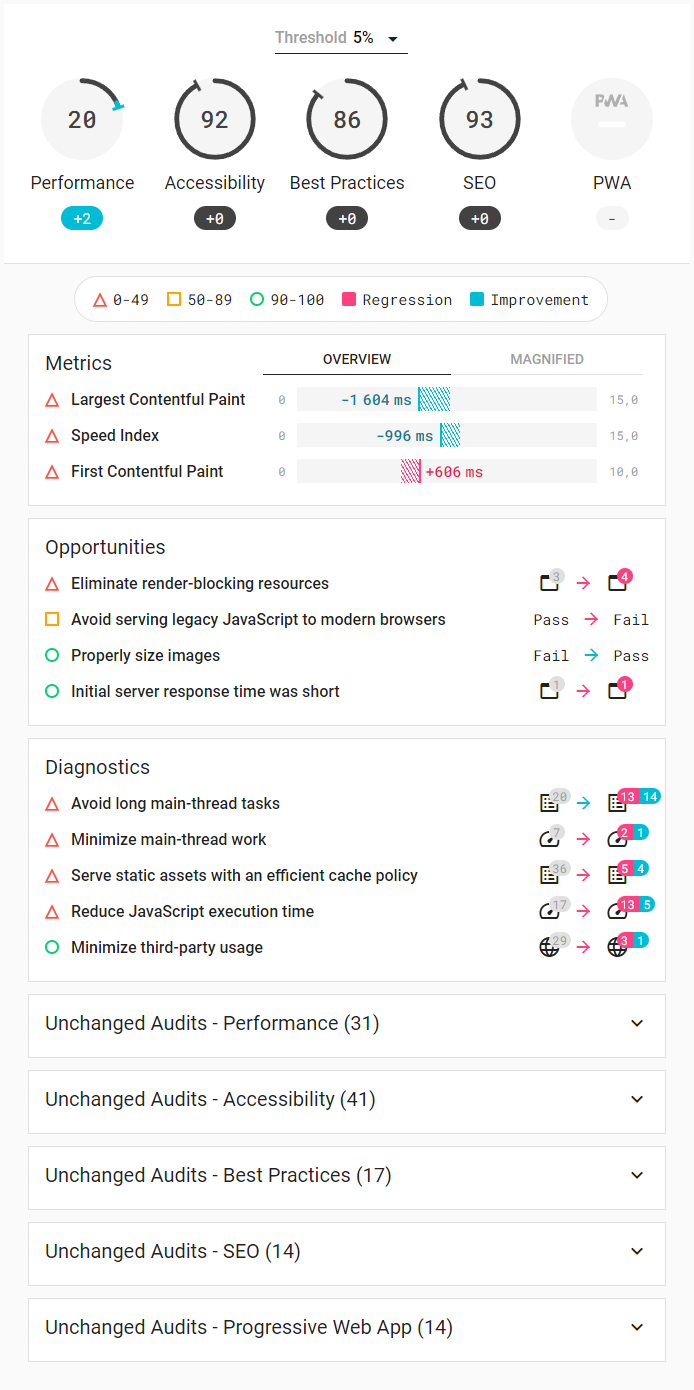 Threshold 5%
20 92 86 93 PWA
Performance Accessibility Best Practices SEO PWA
+2 +0 +0 +0 -
0-49 50-89 90-100 Regression Improvement
Metrics OVERVIEW MAGNIFIED
Largest Contentful Paint 0 -1 604 ms 15,0
Speed Index 0 -996 ms 15,0
First Contentful Paint 0 +606 ms 10,0
Opportunities
Eliminate render-blocking resources 3 → 4
Avoid serving legacy JavaScript to modern browsers Pass → Fail
Properly size images Fail → Pass
Initial server response time was short 1 → 1
Diagnostics
Avoid long main-thread tasks 20 → 13 14
Minimize main-thread work 7 → 2 1
Serve static assets with an efficient cache policy 36 → 5 4
Reduce JavaScript execution time 17 → 13 5
Minimize third-party usage 29 → 3 1
Unchanged Audits - Performance (31)
Unchanged Audits - Accessibility (41)
Unchanged Audits - Best Practices (17)
Unchanged Audits - SEO (14)
Unchanged Audits - Progressive Web App (14)